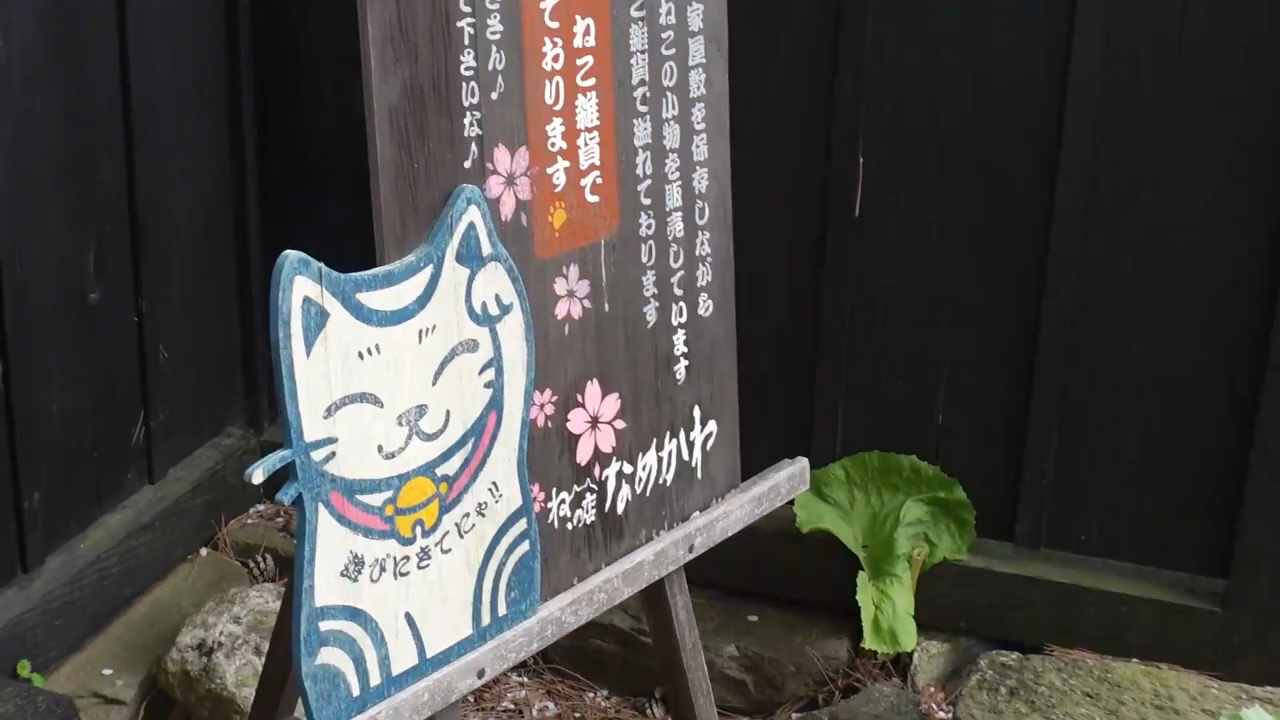 家屋敷を保存しながら
ねこの小物を販売しています
雑貨で溢れております
ねこ雑貨で
ております
さん♪
て下さいな♪
ねこの店
なめかわ
遊びにきてにゃ!!